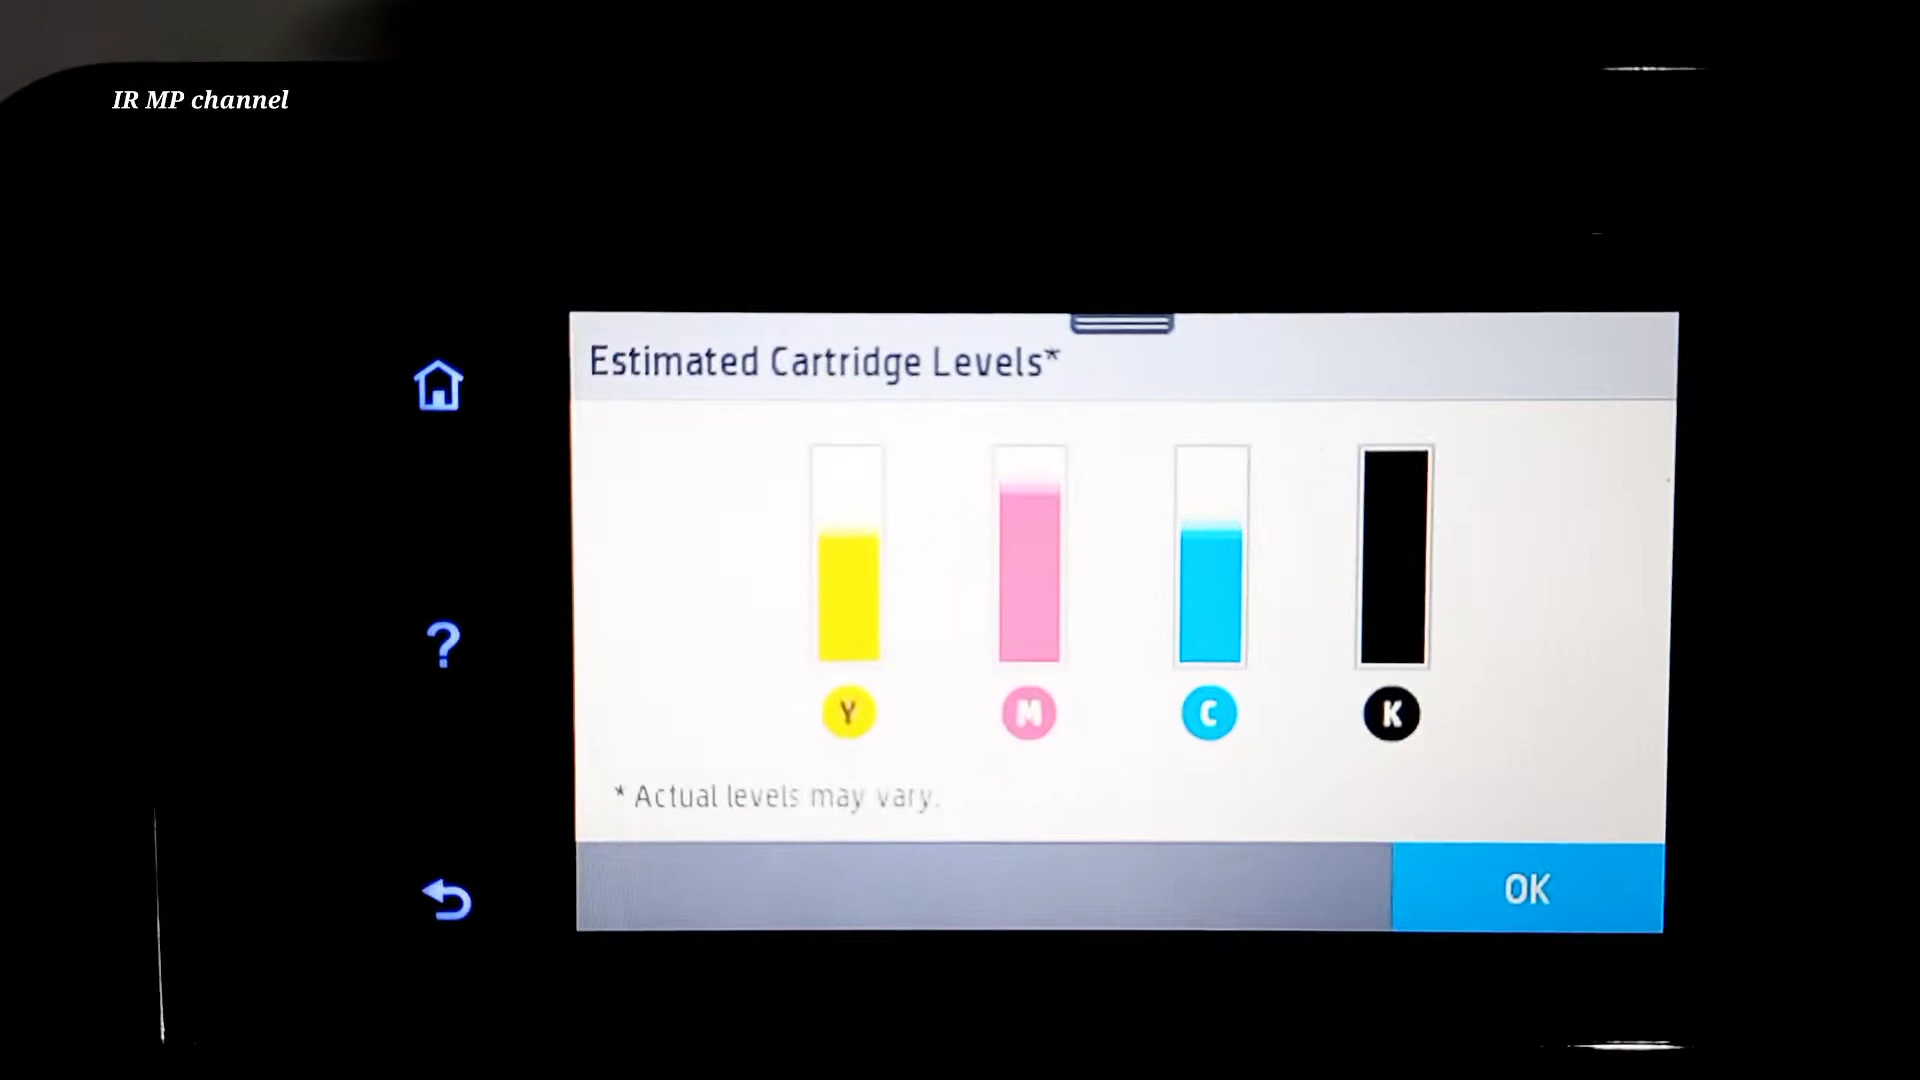 IR MP channel
Estimated Cartridge Levels*
Y M C K
* Actual levels may vary.
OK
?